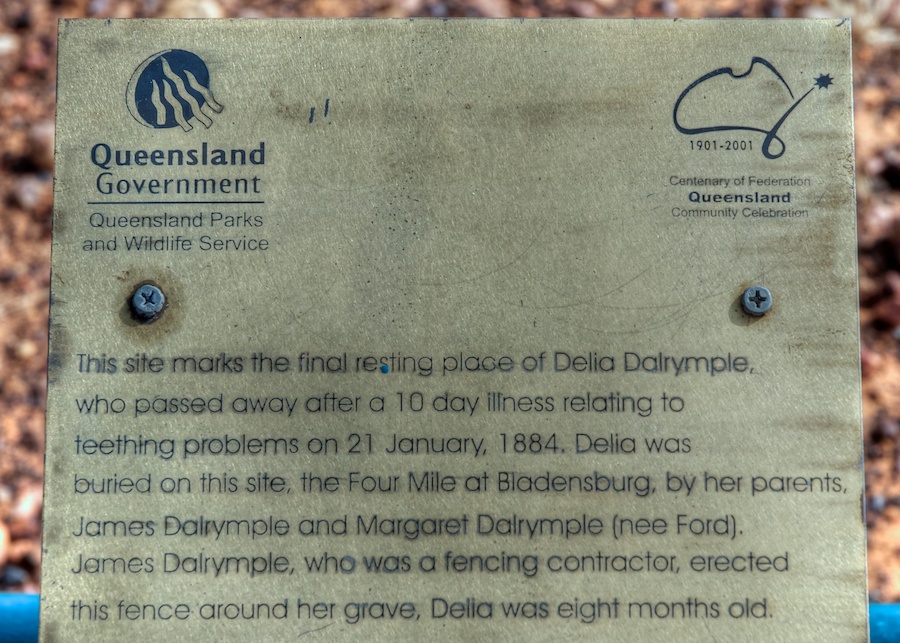 Queensland
Government
Queensland Parks
and Wildlife Service
1901-2001
Centenary of Federation
Queensland
Community Celebration
This site marks the final resting place of Delia Dalrymple,
who passed away after a 10 day illness relating to
teething problems on 21 January, 1884. Delia was
buried on this site, the Four Mile at Bladensburg, by her parents,
James Dalrymple and Margaret Dalrymple (nee Ford).
James Dalrymple, who was a fencing contractor, erected
this fence around her grave, Delia was eight months old.